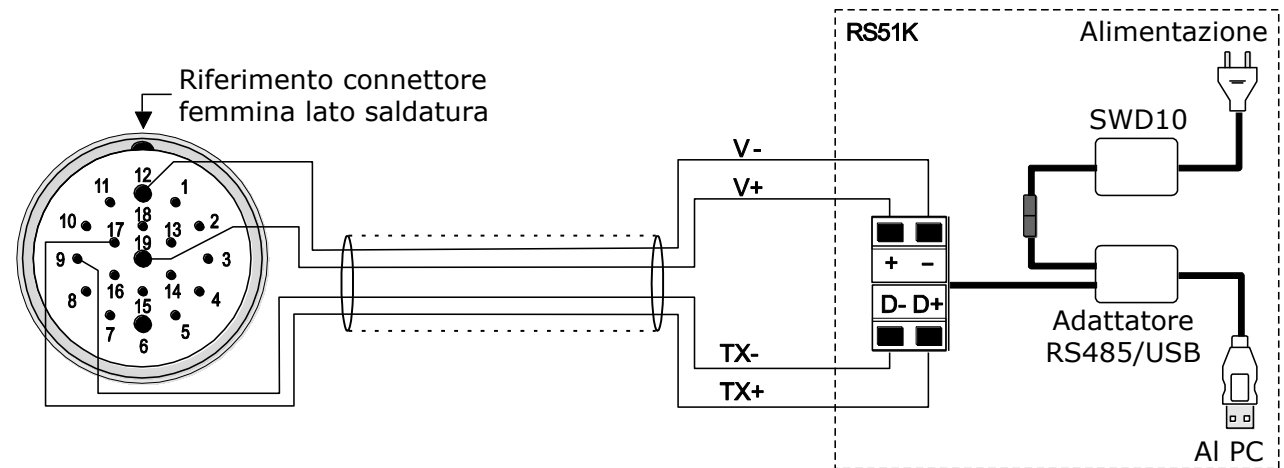 RS51K
Alimentazione
Riferimento connettore
femmina lato saldatura
SWD10
V-
V+
12
11
1
10
18
2
17
13
19
9
3
16
14
8
15
4
7
5
6
+ -
D- D+
Adattatore
RS485/USB
TX-
TX+
Al PC